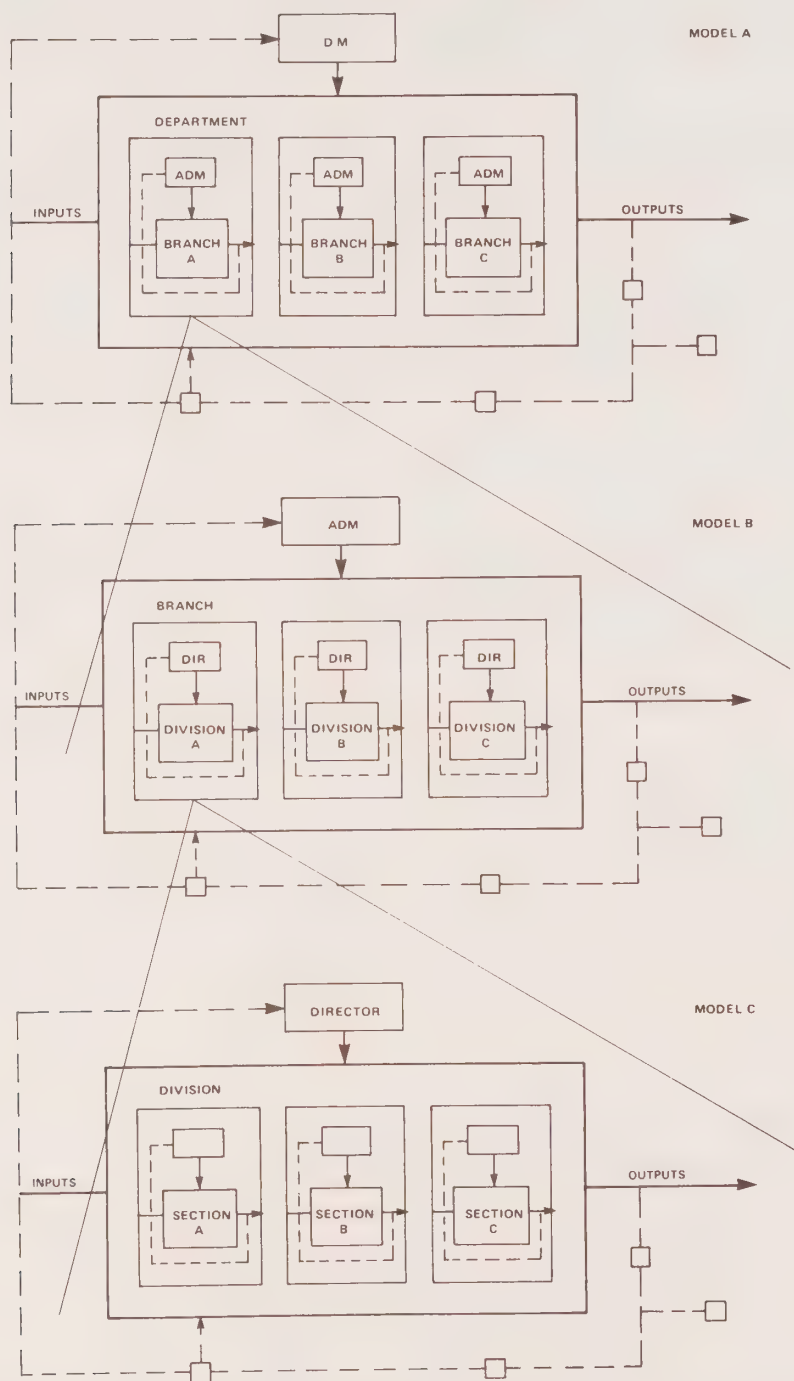 MODEL A
DM
DEPARTMENT
ADM
ADM
ADM
INPUTS
OUTPUTS
BRANCH
A
BRANCH
B
BRANCH
C
MODEL B
ADM
BRANCH
DIR
DIR
DIR
INPUTS
OUTPUTS
DIVISION
A
DIVISION
B
DIVISION
C
MODEL C
DIRECTOR
DIVISION
INPUTS
OUTPUTS
SECTION
A
SECTION
B
SECTION
C